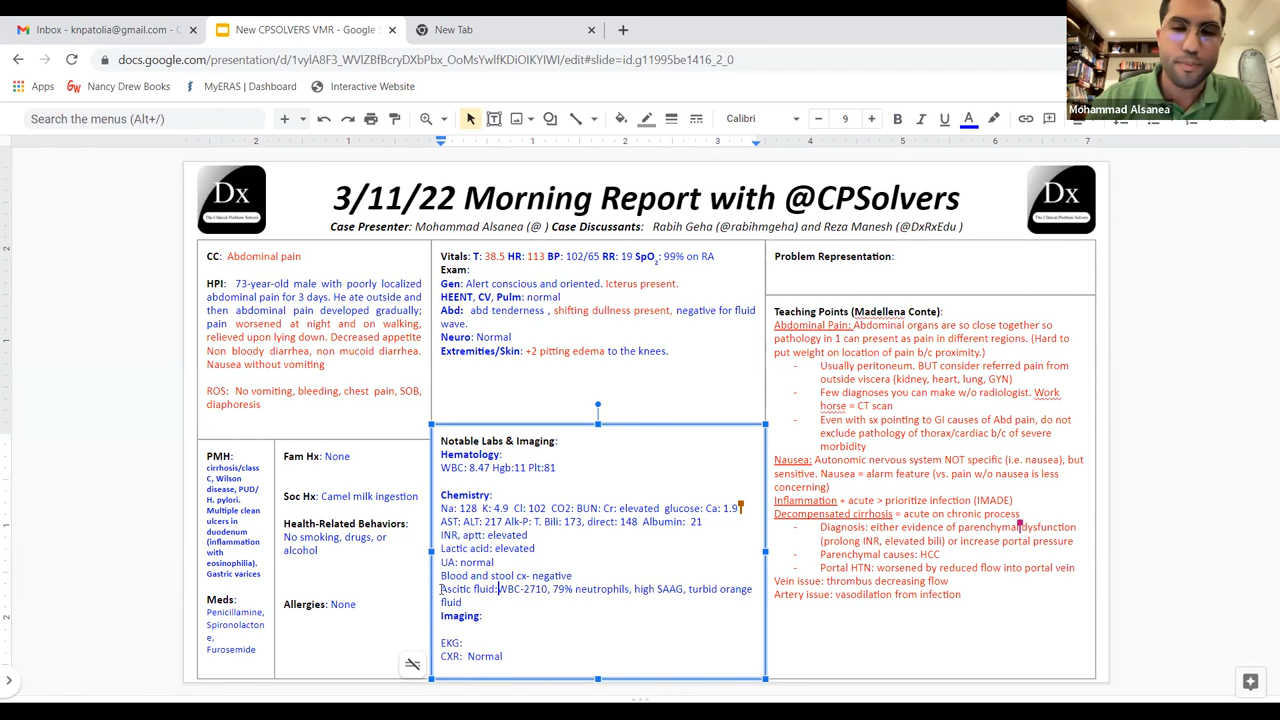 Inbox - knpatolia@gmail.com - C
New CPSOLVERS VMR - Google S
New Tab
docs.google.com/presentation/d/1vylA8F3_WVlZBfBcryDXbPbx_OoMsYwlfKDiOIKYIWI/edit#slide=id.g11995be1416_2_0
Apps
Nancy Drew Books
MyERAS | Dashboard
Interactive Website
Mohammad Alsanea
Search the menus (Alt+/)
Calibri
9
B I U A
2 1 1 2 3 4 5 6 7
Dx
The Clinical Problem Solvers
3/11/22 Morning Report with @CPSolvers
Case Presenter: Mohammad Alsanea (@ ) Case Discussants: Rabih Geha (@rabihmgeha) and Reza Manesh (@DxRxEdu )
Dx
The Clinical Problem Solvers
CC: Abdominal pain
HPI: 73-year-old male with poorly localized
abdominal pain for 3 days. He ate outside and
then abdominal pain developed gradually;
pain worsened at night and on walking,
relieved upon lying down. Decreased appetite
Non bloody diarrhea, non mucoid diarrhea.
Nausea without vomiting
ROS: No vomiting, bleeding, chest pain, SOB,
diaphoresis
PMH:
cirrhosis/class
C, Wilson
disease, PUD/
H. pylori.
Multiple clean
ulcers in
duodenum
(inflammation
with
eosinophilia).
Gastric varices
Meds:
Penicillamine,
Spironolacton
e,
Furosemide
Fam Hx: None
Soc Hx: Camel milk ingestion
Health-Related Behaviors:
No smoking, drugs, or
alcohol
Allergies: None
Vitals: T: 38.5 HR: 113 BP: 102/65 RR: 19 SpO2: 99% on RA
Exam:
Gen: Alert conscious and oriented. Icterus present.
HEENT, CV, Pulm: normal
Abd: abd tenderness , shifting dullness present, negative for fluid
wave.
Neuro: Normal
Extremities/Skin: +2 pitting edema to the knees.
Notable Labs & Imaging:
Hematology:
WBC: 8.47 Hgb:11 Plt:81
Chemistry:
Na: 128 K: 4.9 Cl: 102 CO2: BUN: Cr: elevated glucose: Ca: 1.9
AST: ALT: 217 Alk-P: T. Bili: 173, direct: 148 Albumin: 21
INR, aptt: elevated
Lactic acid: elevated
UA: normal
Blood and stool cx- negative
Ascitic fluid:WBC-2710, 79% neutrophils, high SAAG, turbid orange
fluid
Imaging:
EKG:
CXR: Normal
Problem Representation:
Teaching Points (Madellena Conte):
Abdominal Pain: Abdominal organs are so close together so
pathology in 1 can present as pain in different regions. (Hard to
put weight on location of pain b/c proximity.)
- Usually peritoneum. BUT consider referred pain from
outside viscera (kidney, heart, lung, GYN)
- Few diagnoses you can make w/o radiologist. Work
horse = CT scan
- Even with sx pointing to GI causes of Abd pain, do not
exclude pathology of thorax/cardiac b/c of severe
morbidity
Nausea: Autonomic nervous system NOT specific (i.e. nausea), but
sensitive. Nausea = alarm feature (vs. pain w/o nausea is less
concerning)
Inflammation + acute > prioritize infection (IMADE)
Decompensated cirrhosis = acute on chronic process
- Diagnosis: either evidence of parenchymal dysfunction
(prolong INR, elevated bili) or increase portal pressure
- Parenchymal causes: HCC
- Portal HTN: worsened by reduced flow into portal vein
Vein issue: thrombus decreasing flow
Artery issue: vasodilation from infection